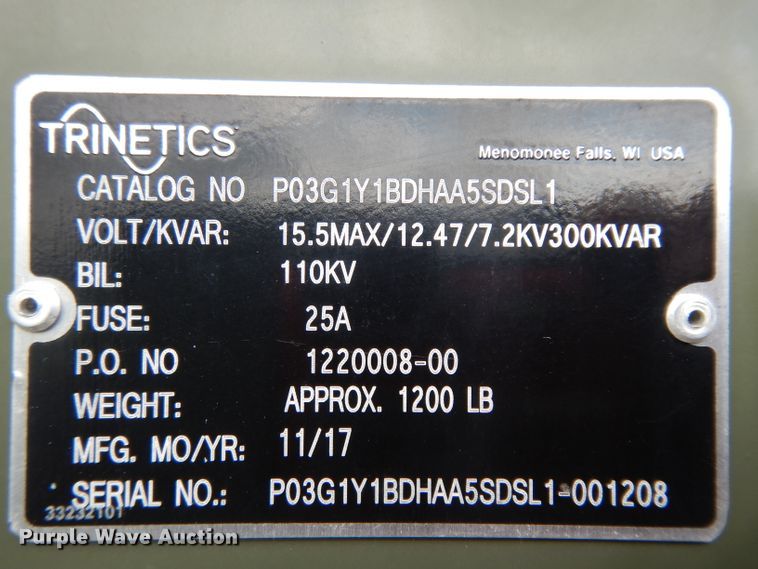 TRINETICS
Menomonee Falls, WI USA
CATALOG NO P03G1Y1BDHAA5SDSL1
VOLT/KVAR: 15.5MAX/12.47/7.2KV300KVAR
BIL: 110KV
FUSE: 25A
P.O. NO 1220008-00
WEIGHT: APPROX. 1200 LB
MFG. MO/YR: 11/17
SERIAL NO.: P03G1Y1BDHAA5SDSL1-001208
33232101
Purple Wave Auction